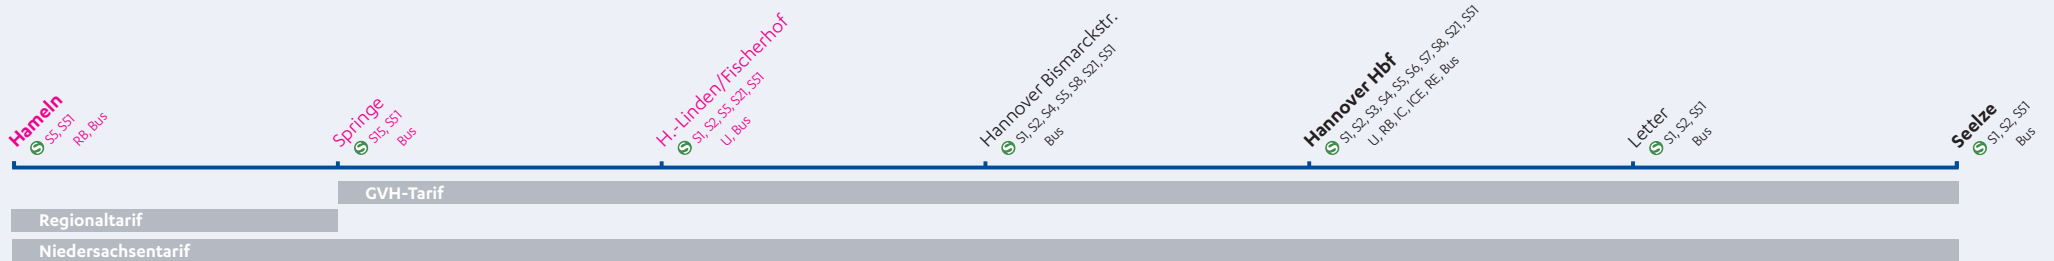 Hameln
S5, S51
RB, Bus
Springe
S15, S51
Bus
H.-Linden/Fischerhof
S1, S2, S5, S21, S51
U, Bus
Hannover Bismarckstr.
S1, S2, S4, S5, S8, S21, S51
Bus
Hannover Hbf
S1, S2, S3, S4, S5, S6, S7, S8, S21, S51
U, RB, IC, ICE, RE, Bus
Letter
S1, S2, S51
Bus
Seelze
S1, S2, S51
Bus
GVH-Tarif
Regionaltarif
Niedersachsentarif